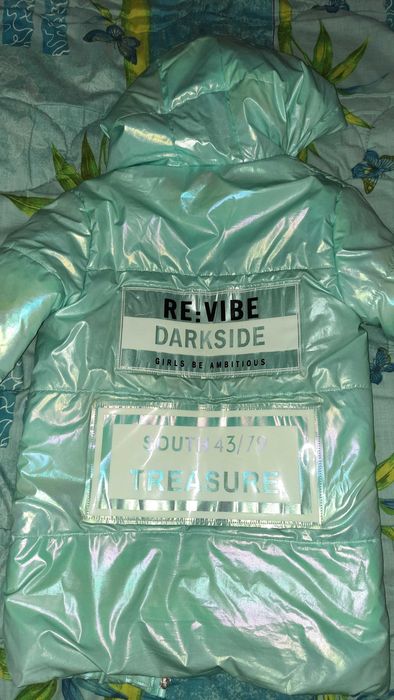 RE:VIBE
DARKSIDE
GIRLS BE AMBITIOUS
SOUTH 43/79
TREASURE